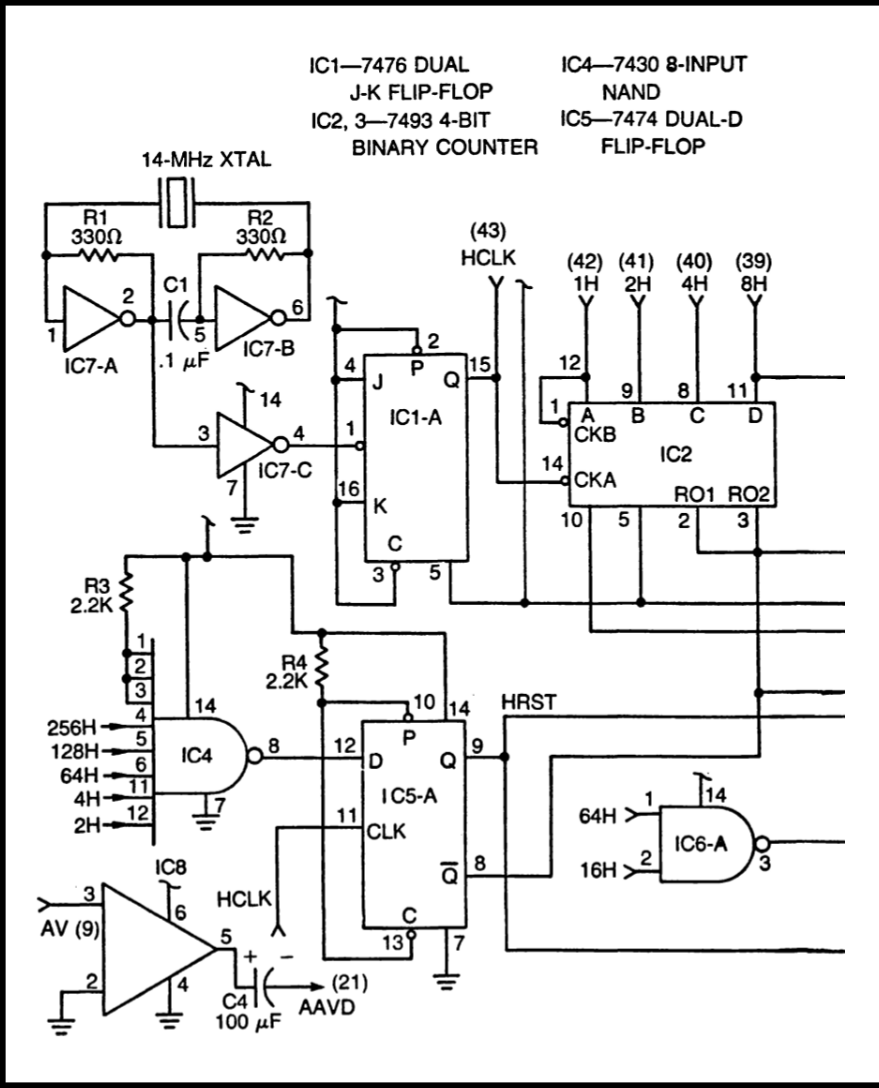 IC1—7476 DUAL
J-K FLIP-FLOP
IC2, 3—7493 4-BIT
BINARY COUNTER
IC4—7430 8-INPUT
NAND
IC5—7474 DUAL-D
FLIP-FLOP
14-MHz XTAL
R1
330Ω
R2
330Ω
C1
.1 μF
1
2
IC7-A
5
6
IC7-B
3
4
14
7
IC7-C
(43)
HCLK
(42)
1H
(41)
2H
(40)
4H
(39)
8H
2
P
4
J
Q
15
IC1-A
1
16
K
C
3
5
12
9
8
11
1
A
B
C
D
CKB
IC2
14
CKA
RO1
RO2
10
5
2
3
R3
2.2K
1
2
3
4
14
256H
5
128H
IC4
8
6
64H
11
4H
7
12
2H
R4
2.2K
10
14
HRST
P
12
D
Q
9
IC5-A
11
CLK
Q̅
8
C
13
7
HCLK
64H
1
14
IC6-A
16H
2
3
IC8
3
6
AV (9)
5
2
4
+
−
C4
100 μF
(21)
AAVD